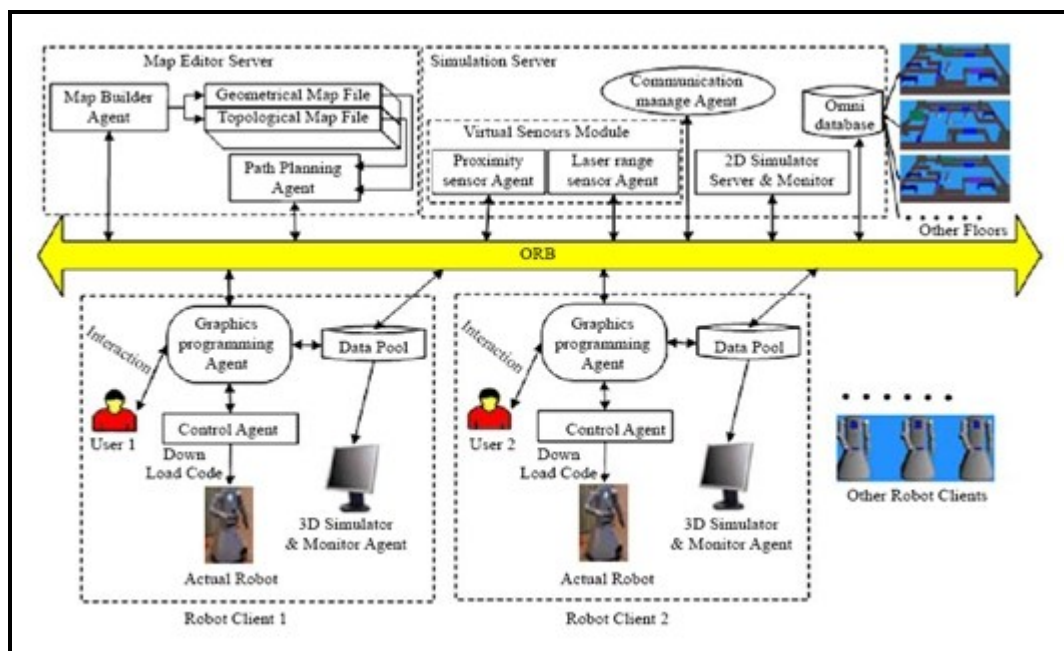 Map Editor Server
Map Builder
Agent
Geometrical Map File
Topological Map File
Path Planning
Agent
Simulation Server
Communication
manage Agent
Virtual Senosrs Module
Proximity
sensor Agent
Laser range
sensor Agent
2D Simulator
Server & Monitor
Omni
database
Other Floors
ORB
Interaction
Graphics
programming
Agent
Data Pool
User 1
Control Agent
Down
Load Code
3D Simulator
& Monitor Agent
Actual Robot
Robot Client 1
Interaction
Graphics
programming
Agent
Data Pool
User 2
Control Agent
Down
Load Code
3D Simulator
& Monitor Agent
Actual Robot
Robot Client 2
Other Robot Clients